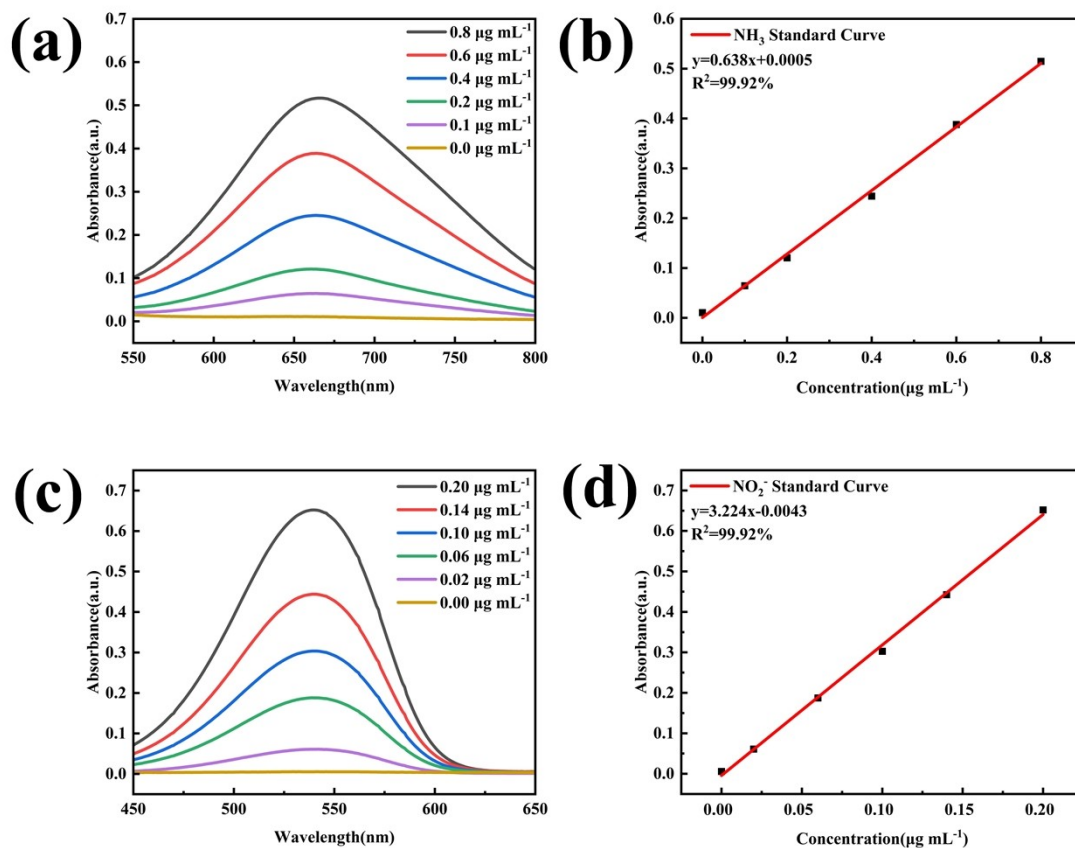 (a)
0.7
0.6
0.5
0.4
0.3
0.2
0.1
0.0
Absorbance(a.u.)
0.8 μg mL⁻¹
0.6 μg mL⁻¹
0.4 μg mL⁻¹
0.2 μg mL⁻¹
0.1 μg mL⁻¹
0.0 μg mL⁻¹
550 600 650 700 750 800
Wavelength(nm)
(b)
0.6
0.5
0.4
0.3
0.2
0.1
0.0
Absorbance(a.u.)
NH₃ Standard Curve
y=0.638x+0.0005
R²=99.92%
0.0 0.2 0.4 0.6 0.8
Concentration(μg mL⁻¹)
(c)
0.7
0.6
0.5
0.4
0.3
0.2
0.1
0.0
Absorbance(a.u.)
0.20 μg mL⁻¹
0.14 μg mL⁻¹
0.10 μg mL⁻¹
0.06 μg mL⁻¹
0.02 μg mL⁻¹
0.00 μg mL⁻¹
450 500 550 600 650
Wavelength(nm)
(d)
0.7
0.6
0.5
0.4
0.3
0.2
0.1
0.0
Absorbance(a.u.)
NO₂⁻ Standard Curve
y=3.224x-0.0043
R²=99.92%
0.00 0.05 0.10 0.15 0.20
Concentration(μg mL⁻¹)